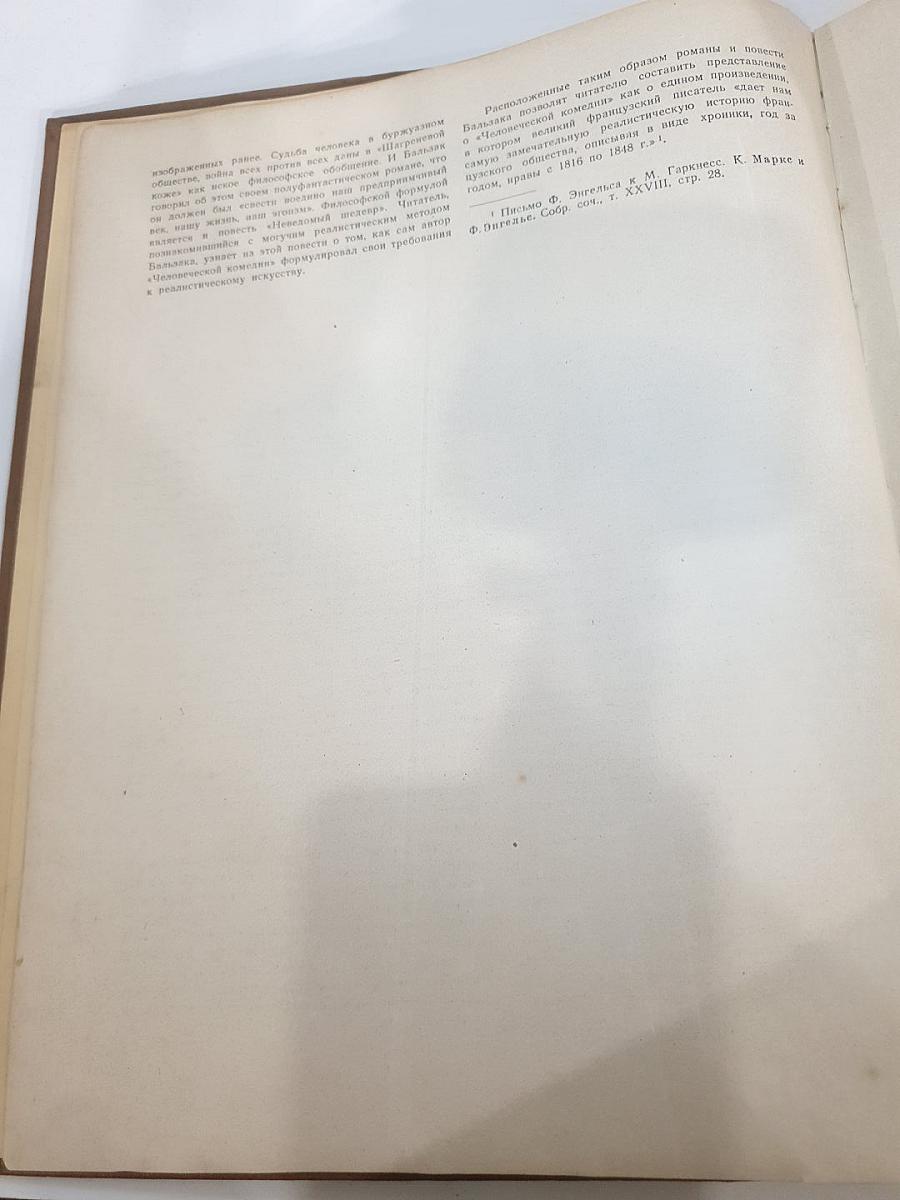 изображенных ранее. Судьба человека в буржуазном
обществе, война всех против всех даны в «Шагреневой
коже» как некое философское обобщение. И Бальзак
говорил об этом своем полуфантастическом романе, что
он должен был «свести воедино наш предприимчивый
век, нашу жизнь, наш эгоизм». Философской формулой
является и повесть «Неведомый шедевр». Читатель,
познакомившийся с могучим реалистическим методом
Бальзака, узнает из этой повести о том, как сам автор
«Человеческой комедии» формулировал свои требования
к реалистическому искусству.
Расположенные таким образом романы и повести
Бальзака позволят читателю составить представление
о «Человеческой комедии» как о едином произведении,
в котором великий французский писатель «дает нам
самую замечательную реалистическую историю фран-
цузского общества, описывая в виде хроники, год за
годом, нравы с 1816 по 1848 г.» ¹.
¹ Письмо Ф. Энгельса к М. Гаркнесс. К. Маркс и
Ф. Энгельс. Собр. соч., т. XXVIII, стр. 28.